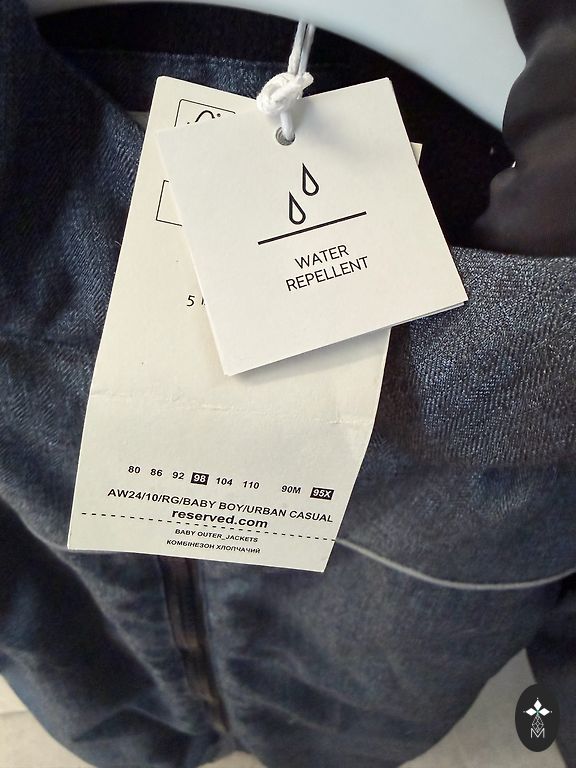 WATER
REPELLENT
5
80 86 92 98 104 110 90M 95X
AW24/10/RG/BABY BOY/URBAN CASUAL
reserved.com
BABY OUTER_JACKETS
КОМБІНЕЗОН ХЛОПЧАЧИЙ